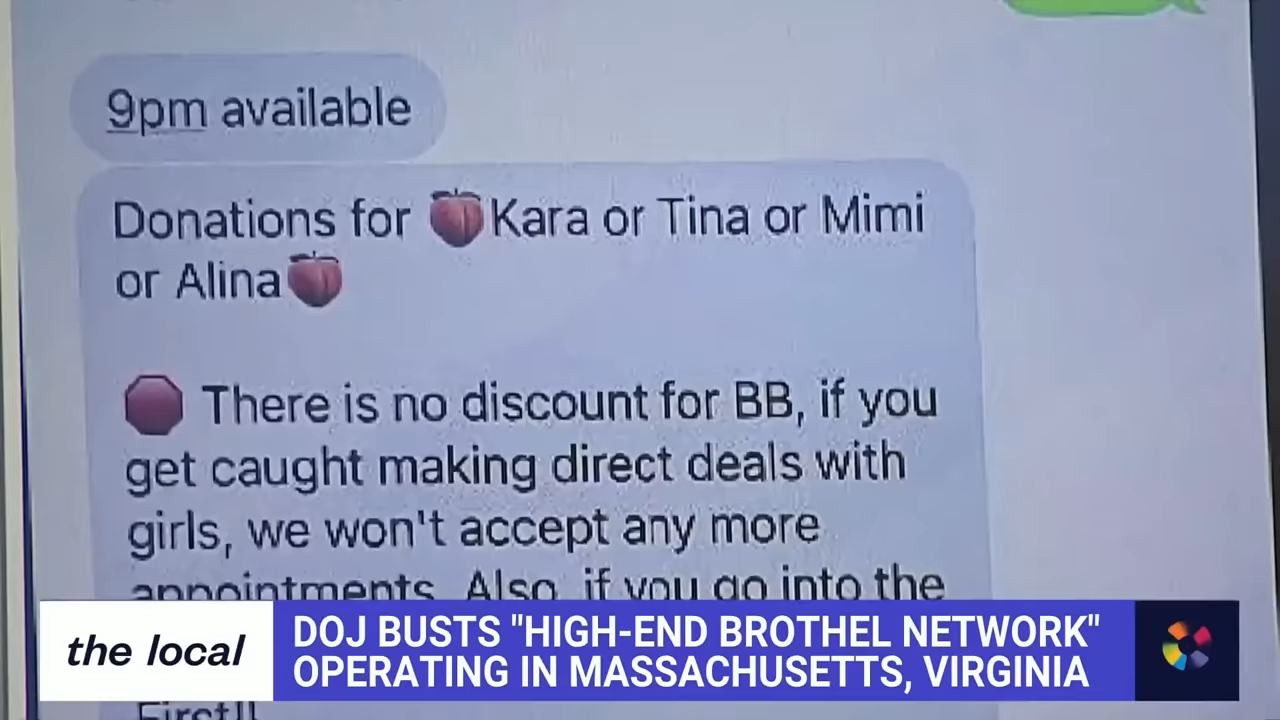 9pm available
Donations for 🍑Kara or Tina or Mimi
or Alina🍑
🛑 There is no discount for BB, if you
get caught making direct deals with
girls, we won't accept any more
appointments. Also, if you go into the
the local
DOJ BUSTS "HIGH-END BROTHEL NETWORK"
OPERATING IN MASSACHUSETTS, VIRGINIA
First!!